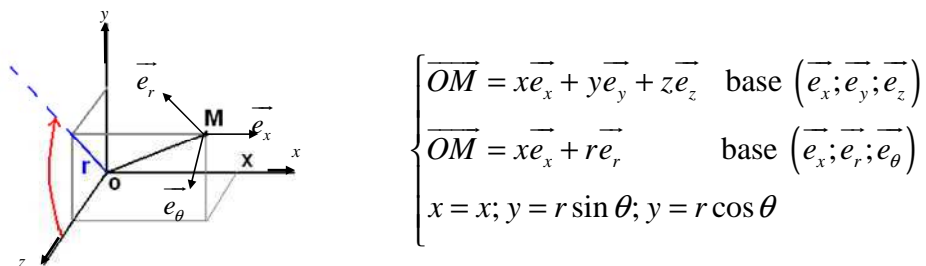 y
e_r
M
e_x
r
o
X
x
e_θ
z
OM = xe_x + ye_y + ze_z base (e_x; e_y; e_z)
OM = xe_x + re_r base (e_x; e_r; e_θ)
x = x; y = r sin θ; y = r cos θ